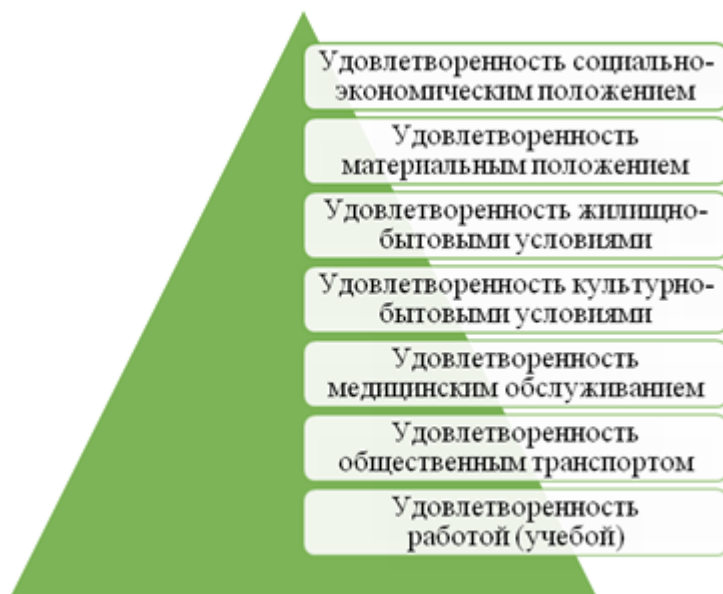 Удовлетворенность социально-
экономическим положением
Удовлетворенность
материальным положением
Удовлетворенность жилищно-
бытовыми условиями
Удовлетворенность культурно-
бытовыми условиями
Удовлетворенность
медицинским обслуживанием
Удовлетворенность
общественным транспортом
Удовлетворенность
работой (учебой)